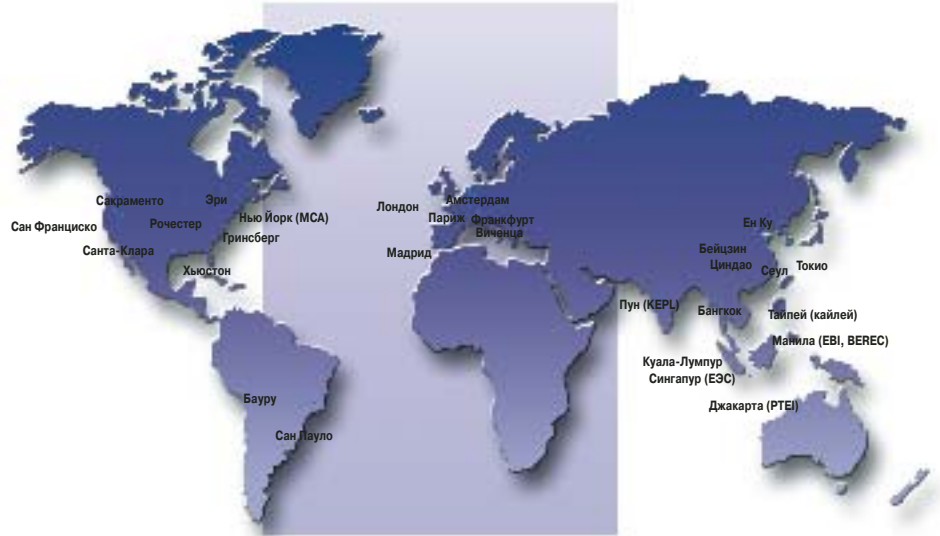 Сакраменто
Эри
Сан Франциско
Рочестер
Нью Йорк (МСА)
Гринсберг
Санта-Клара
Хьюстон
Бауру
Сан Пауло
Лондон
Амстердам
Париж
Франкфурт
Виченца
Мадрид
Ен Ку
Бейцзин
Циндао
Сеул
Токио
Пун (KEPL)
Бангкок
Тайпей (кайлей)
Манила (EBI, BEREC)
Куала-Лумпур
Сингапур (ЕЭС)
Джакарта (PTEI)